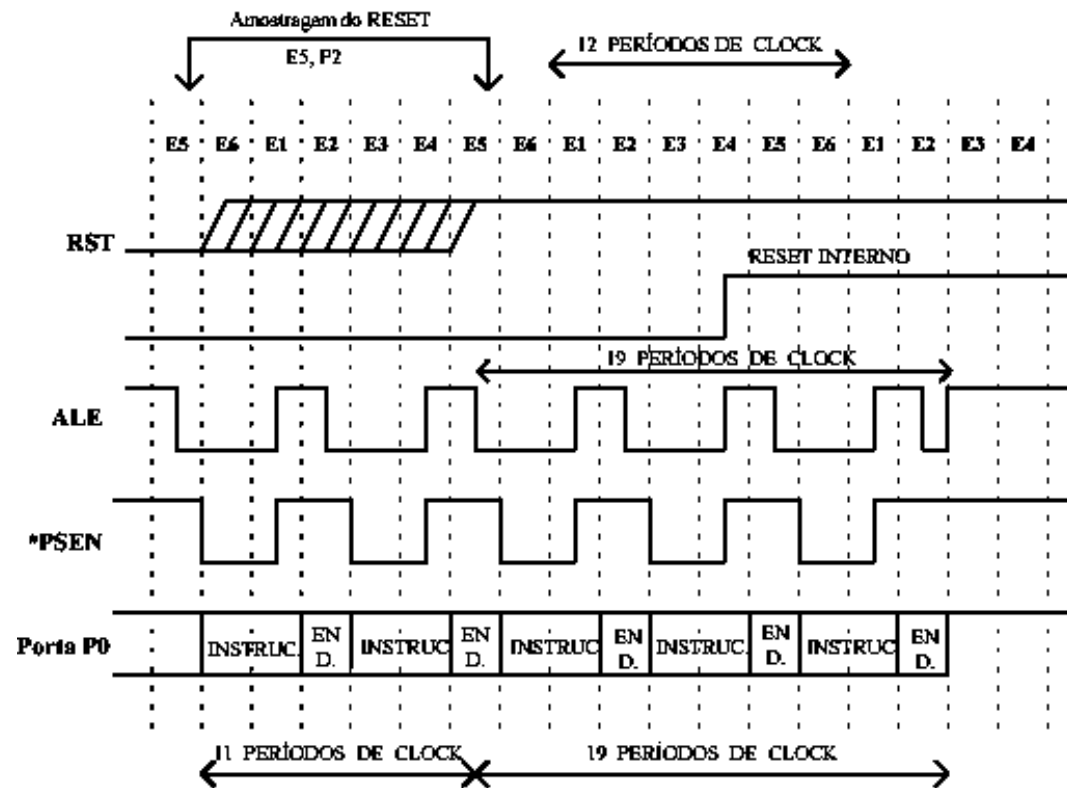 Amostragem do RESET
E5, P2
12 PERÍODOS DE CLOCK
E5 E6 E1 E2 E3 E4 E5 E6 E1 E2 E3 E4 E5 E6 E1 E2 E3 E4
RST
RESET INTERNO
19 PERÍODOS DE CLOCK
ALE
*PSEN
Porta P0
INSTRUC. EN D. INSTRUC EN D. INSTRUC EN D. INSTRUC. EN D. INSTRUC EN D.
11 PERÍODOS DE CLOCK 19 PERÍODOS DE CLOCK